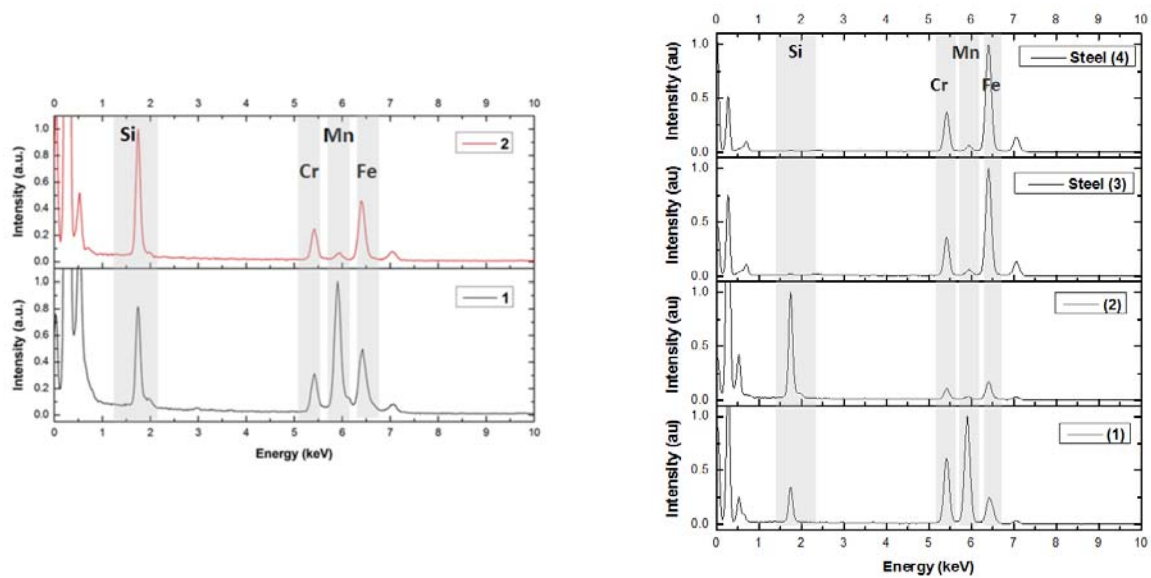 0 1 2 3 4 5 6 7 8 9 10
1.0
0.8
0.6
0.4
0.2
0.0
Intensity (a.u.)
Si
Mn
Cr
Fe
2
1.0
0.8
0.6
0.4
0.2
0.0
Intensity (a.u.)
1
0 1 2 3 4 5 6 7 8 9 10
Energy (keV)
0 1 2 3 4 5 6 7 8 9 10
1.0
0.5
0.0
Intensity (au)
Si
Mn
Cr
Fe
Steel (4)
1.0
0.5
0.0
Intensity (au)
Steel (3)
1.0
0.5
0.0
Intensity (au)
(2)
1.0
0.5
0.0
Intensity (au)
(1)
0 1 2 3 4 5 6 7 8 9 10
Energy (keV)